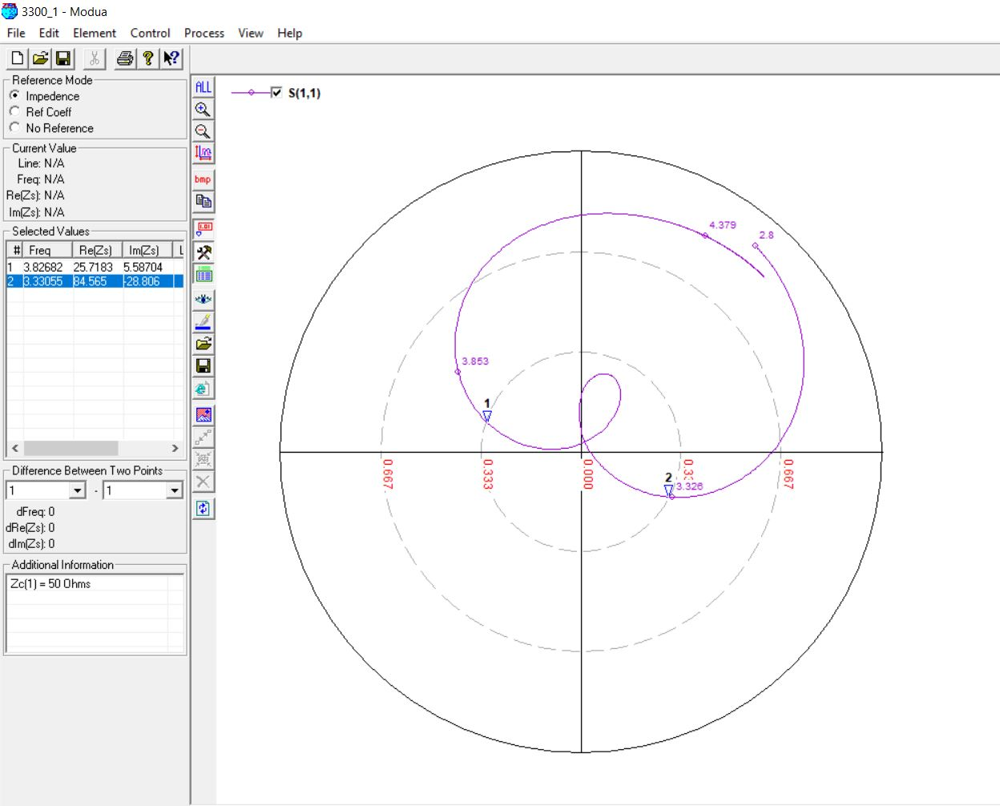 3300_1 - Modua
File Edit Element Control Process View Help
Reference Mode
Impedence
Ref Coeff
No Reference
Current Value
Line: N/A
Freq: N/A
Re(Zs): N/A
Im(Zs): N/A
Selected Values
# Freq Re(Zs) Im(Zs) L
1 3.82682 25.7183 5.58704
2 3.33055 84.565 -28.806
Difference Between Two Points
1 - 1
dFreq: 0
dRe(Zs): 0
dIm(Zs): 0
Additional Information
Zc(1) = 50 Ohms
ALL
bmp
1.01
S(1,1)
4.379
2.8
3.853
1
0.667
0.333
0.000
0.667
2
3.326